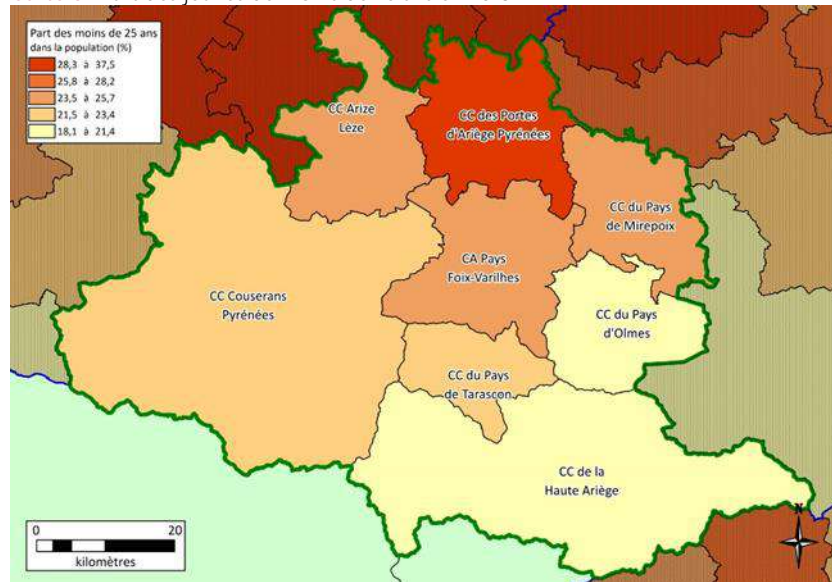 Part des moins de 25 ans
dans la population (%)
28,3 à 37,5
25,8 à 28,2
23,5 à 25,7
21,5 à 23,4
18,1 à 21,4
CC Arize
Lèze
CC des Portes
d'Ariège Pyrénées
CC du Pays
de Mirepoix
CA Pays
Foix-Varilhes
CC Couserans
Pyrénées
CC du Pays
d'Olmes
CC du Pays
de Tarascon
CC de la
Haute Ariège
0 20
kilomètres
N